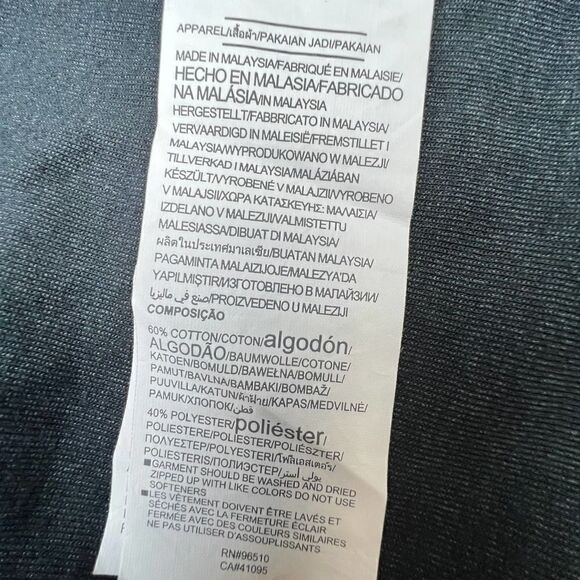 APPAREL/เสื้อผ้า/PAKAIAN JADI/PAKAIAN
MADE IN MALAYSIA/FABRIQUÉ EN MALAISIE/
HECHO EN MALASIA/FABRICADO
NA MALÁSIA/IN MALAYSIA
HERGESTELLT/FABBRICATO IN MALAYSIA/
VERVAARDIGD IN MALEISIË/FREMSTILLET I
MALAYSIA/WYPRODUKOWANO W MALEZJI/
TILLVERKAD I MALAYSIA/MALÁZIÁBAN
KÉSZÜLT/VYROBENÉ V MALAJZII/VYROBENO
V MALAJSII/ΧΩΡΑ ΚΑΤΑΣΚΕΥΗΣ: ΜΑΛΑΙΣΙΑ/
IZDELANO V MALEZIJI/VALMISTETTU
MALESIASSA/DIBUAT DI MALAYSIA/
ผลิตในประเทศมาเลเซีย/BUATAN MALAYSIA/
PAGAMINTA MALAIZIJOJE/MALEZYA'DA
YAPILMIŞTIR/ИЗГОТОВЛЕНО В МАЛАЙЗИИ/
صنع في ماليزيا/PROIZVEDENO U MALEZIJI
COMPOSIÇÃO
60% COTTON/COTON/algodón/
ALGODÃO/BAUMWOLLE/COTONE/
KATOEN/BOMULD/BAWEŁNA/BOMULL/
PAMUT/BAVLNA/ΒΑΜΒΑΚΙ/BOMBAŽ/
PUUVILLA/KATUN/ผ้าฝ้าย/KAPAS/MEDVILNĖ/
PAMUK/ХЛОПОК/قطن
40% POLYESTER/poliéster/
POLIESTERE/POLIESTER/POLIÉSZTER/
ΠΟΛΥΕΣΤΕΡ/POLYESTERI/โพลีเอสเตอร์/
POLIESTERIS/ПОЛИЭСТЕР/بولي أستر
■GARMENT SHOULD BE WASHED AND DRIED
ZIPPED UP WITH LIKE COLORS DO NOT USE
SOFTENERS
■LES VÊTEMENT DOIVENT ÊTRE LAVÉS ET
SÉCHÉS AVEC LA FERMETURE ÉCLAIR
FERMÉE AVEC DES COULEURS SIMILAIRES
NE PAS UTILISER D'ASSOUPLISSANTS
RN#96510
CA#41095